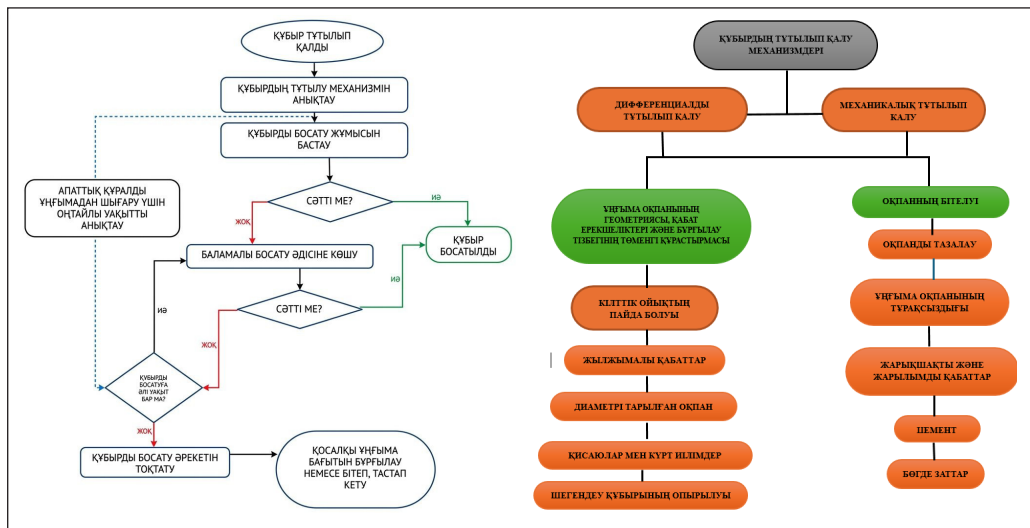 ҚҰБЫР ТҰТЫЛЫП
ҚАЛДЫ
ҚҰБЫРДЫҢ ТҰТЫЛУ МЕХАНИЗМІН
АНЫҚТАУ
ҚҰБЫРДЫ БОСАТУ ЖҰМЫСЫН
БАСТАУ
АПАТТЫҚ ҚҰРАЛДЫ
ҰҢҒЫМАДАН ШЫҒАРУ ҮШІН
ОҢТАЙЛЫ УАҚЫТТЫ
АНЫҚТАУ
СӘТТІ МЕ?
ИӘ
ЖОҚ
ҚҰБЫР
БОСАТЫЛДЫ
БАЛАМАЛЫ БОСАТУ ӘДІСІНЕ КӨШУ
ИӘ
ИӘ
СӘТТІ МЕ?
ЖОҚ
ҚҰБЫРДЫ
БОСАТУҒА
ӘЛІ УАҚЫТ
БАР МА?
ЖОҚ
ҚҰБЫРДЫ БОСАТУ ӘРЕКЕТІН
ТОҚТАТУ
ҚОСАЛҚЫ ҰҢҒЫМА
БАҒЫТЫН БҰРҒЫЛАУ
НЕМЕСЕ БІТЕП, ТАСТАП
КЕТУ
ҚҰБЫРДЫҢ ТҰТЫЛЫП ҚАЛУ
МЕХАНИЗМДЕРІ
ДИФФЕРЕНЦИАЛДЫ
ТҰТЫЛЫП ҚАЛУ
МЕХАНИКАЛЫҚ ТҰТЫЛЫП
ҚАЛУ
ҰҢҒЫМА ОҚПАНЫНЫҢ
ГЕОМЕТРИЯСЫ, ҚАБАТ
ЕРЕКШЕЛІКТЕРІ ЖӘНЕ БҰРҒЫЛАУ
ТІЗБЕГІНІҢ ТӨМЕНГІ ҚҰРАСТЫРМАСЫ
КІЛТТІК ОЙЫҚТЫҢ
ПАЙДА БОЛУЫ
ЖЫЛЖЫМАЛЫ ҚАБАТТАР
ДИАМЕТРІ ТАРЫЛҒАН ОҚПАН
ҚИСАЮЛАР МЕН КҮРТ ИІЛІМДЕР
ШЕГЕНДЕУ ҚҰБЫРЫНЫҢ ОПЫРЫЛУЫ
ОҚПАННЫҢ БІТЕЛУІ
ОҚПАНДЫ ТАЗАЛАУ
ҰҢҒЫМА ОҚПАНЫНЫҢ
ТҰРАҚСЫЗДЫҒЫ
ЖАРЫҚШАҚТЫ ЖӘНЕ
ЖАРЫЛЫМДЫ ҚАБАТТАР
ЦЕМЕНТ
БӨГДЕ ЗАТТАР